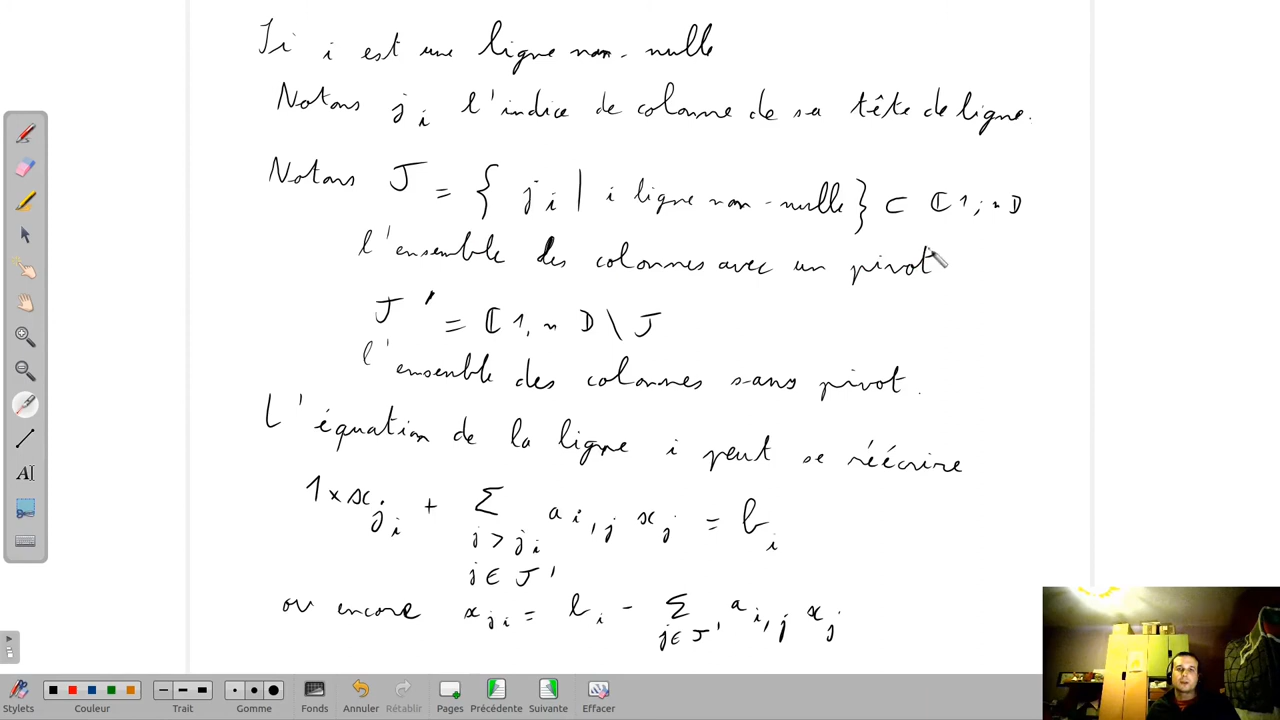 Si i est une ligne non-nulle
Notons j_i l'indice de colonne de sa tête de ligne.
Notons J = { j_i | i ligne non-nulle } ⊂ ⟦1, n⟧
l'ensemble des colonnes avec un pivot
J' = ⟦1, n⟧ \ J
l'ensemble des colonnes sans pivot.
L'équation de la ligne i peut se réécrire
1 × x_{j_i} + Σ_{j > j_i, j ∈ J'} a_{i,j} x_j = b_i
ou encore x_{j_i} = b_i - Σ_{j ∈ J'} a_{i,j} x_j
Stylets Couleur Trait Gomme Fonds Annuler Rétablir Pages Précédente Suivante Effacer